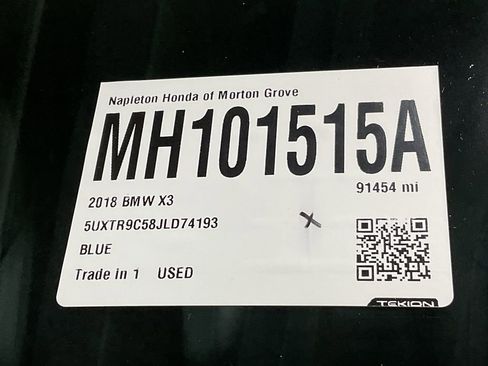 Napleton Honda of Morton Grove
MH101515A
91454 mi
2018 BMW X3
5UXTR9C58JLD74193
BLUE
Trade in 1 USED
TEKION